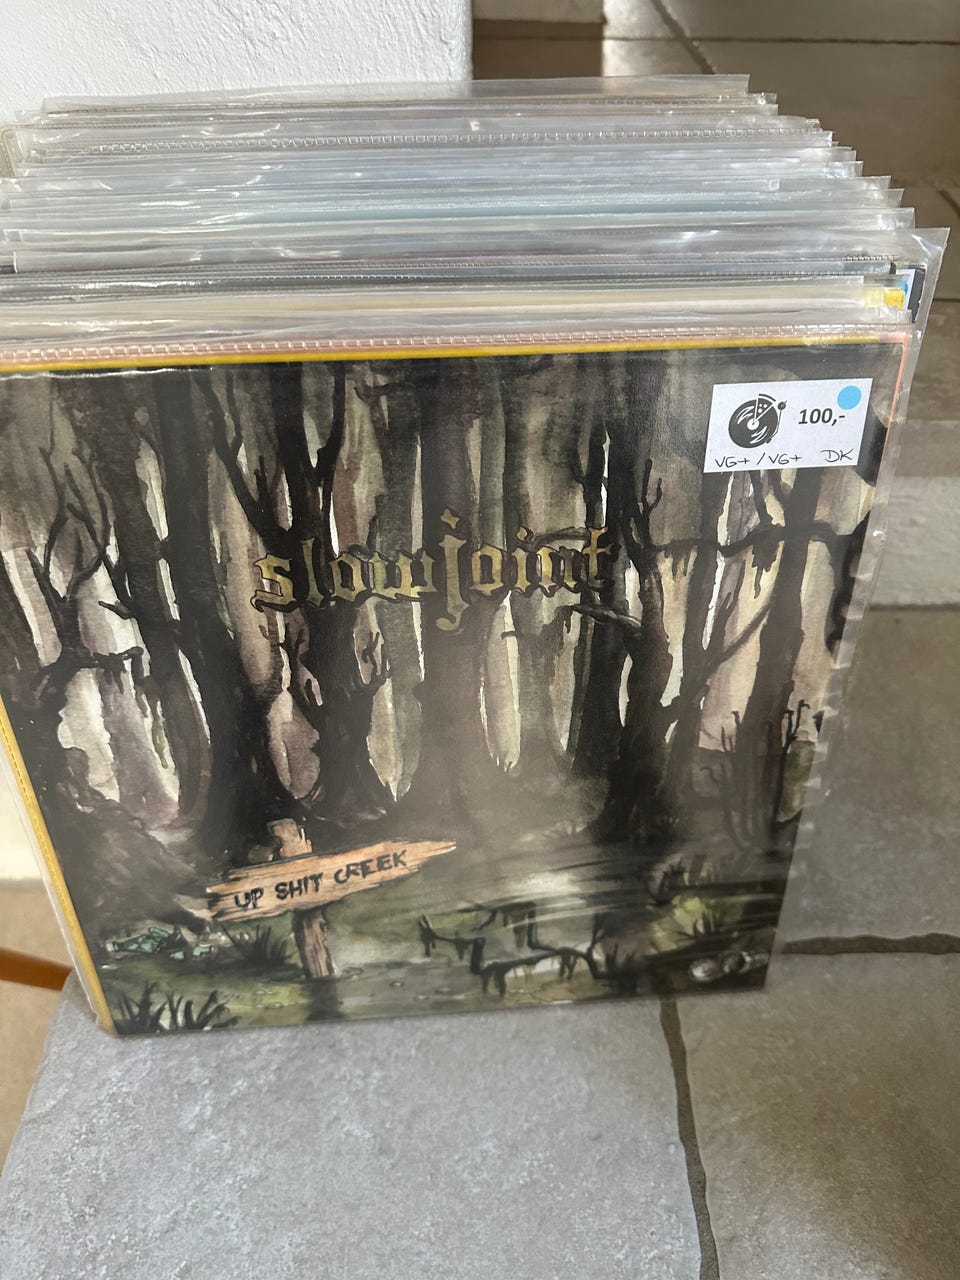 100,-
VG+ / VG+ DK
slowjoint
UP SHIT CREEK